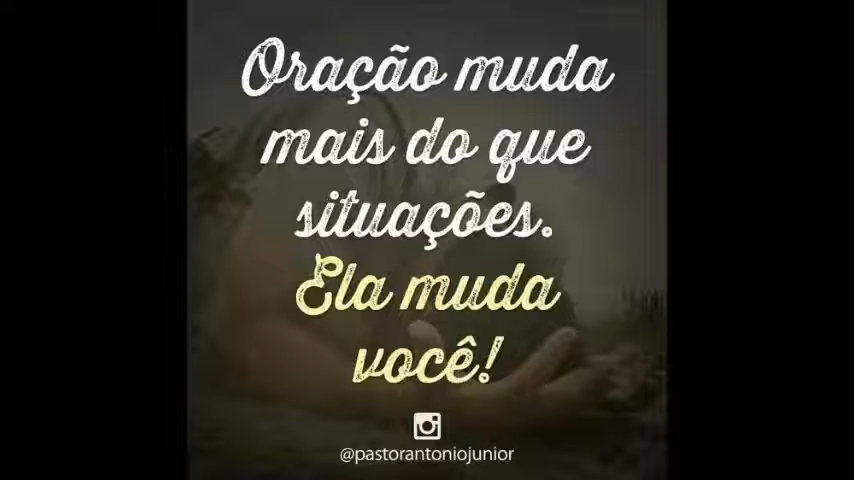 Oração muda
mais do que
situações.
Ela muda
você!
@pastorantoniojunior